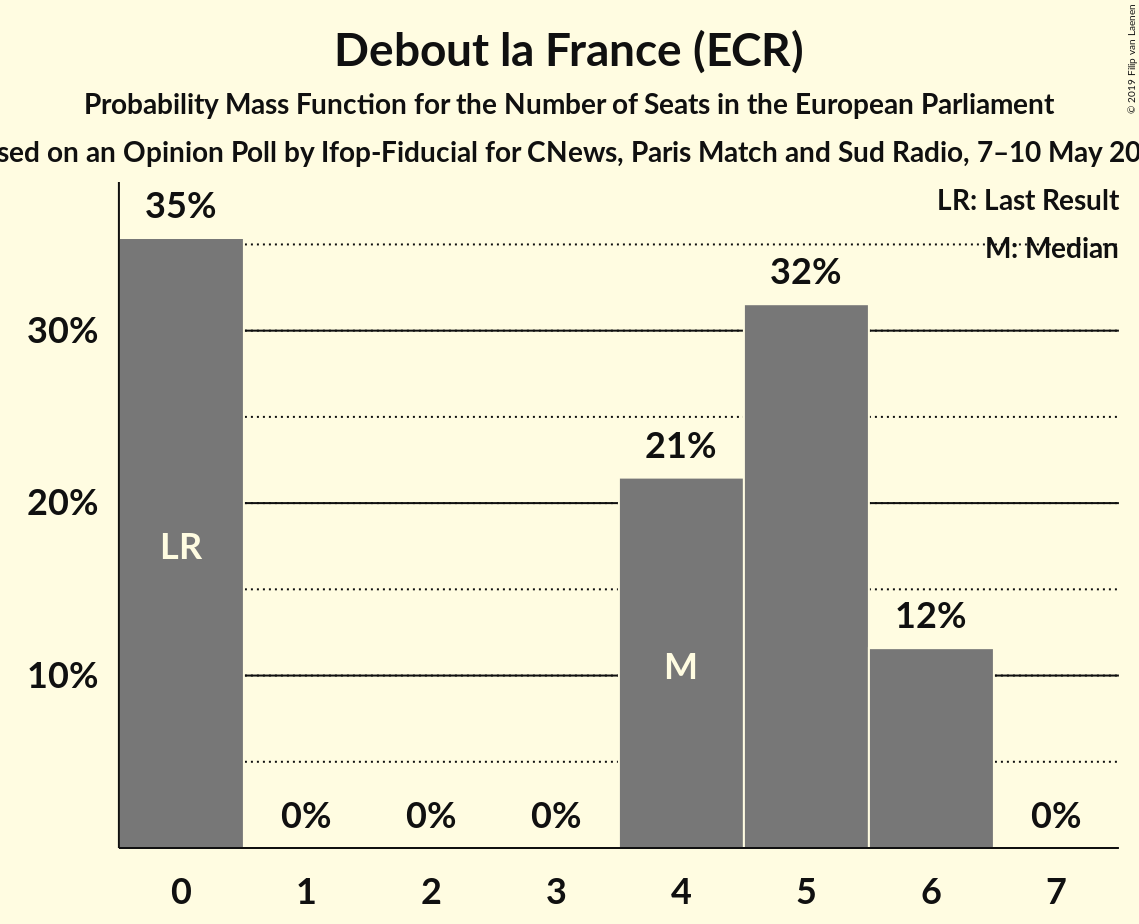 Debout la France (ECR)
Probability Mass Function for the Number of Seats in the European Parliament
sed on an Opinion Poll by Ifop-Fiducial for CNews, Paris Match and Sud Radio, 7–10 May 20
© 2019 Filip van Laenen
LR: Last Result
M: Median
35%
32%
30%
21%
20%
LR
12%
M
10%
0%
0%
0%
0%
0 1 2 3 4 5 6 7